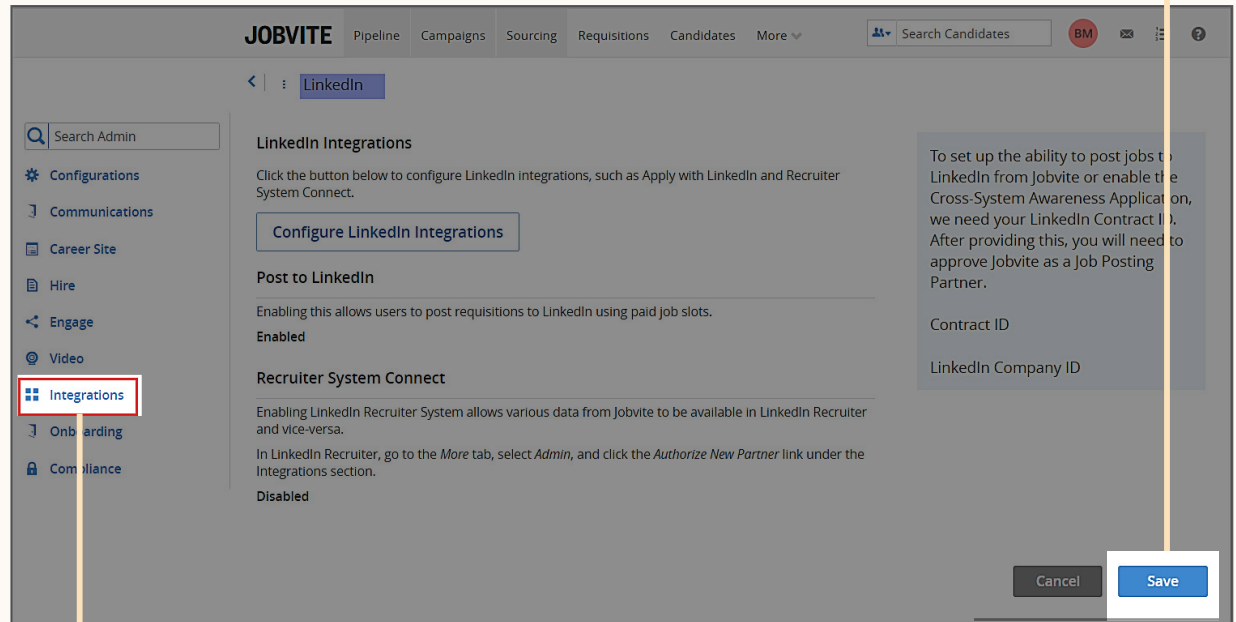 JOBVITE Pipeline Campaigns Sourcing Requisitions Candidates More Search Candidates BM
LinkedIn
Search Admin
Configurations
Communications
Career Site
Hire
Engage
Video
Integrations
Onboarding
Compliance
LinkedIn Integrations
Click the button below to configure LinkedIn integrations, such as Apply with LinkedIn and Recruiter
System Connect.
Configure LinkedIn Integrations
Post to LinkedIn
Enabling this allows users to post requisitions to LinkedIn using paid job slots.
Enabled
Recruiter System Connect
Enabling LinkedIn Recruiter System allows various data from Jobvite to be available in LinkedIn Recruiter
and vice-versa.
In LinkedIn Recruiter, go to the More tab, select Admin, and click the Authorize New Partner link under the
Integrations section.
Disabled
To set up the ability to post jobs to
LinkedIn from Jobvite or enable the
Cross-System Awareness Application,
we need your LinkedIn Contract ID.
After providing this, you will need to
approve Jobvite as a Job Posting
Partner.
Contract ID
LinkedIn Company ID
Cancel Save